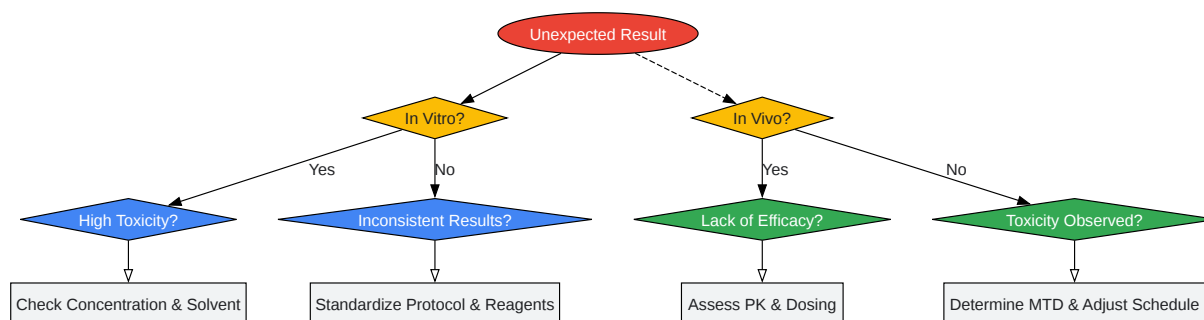 Unexpected Result
In Vitro?
In Vivo?
Yes
No
Yes
No
High Toxicity?
Inconsistent Results?
Lack of Efficacy?
Toxicity Observed?
Check Concentration & Solvent
Standardize Protocol & Reagents
Assess PK & Dosing
Determine MTD & Adjust Schedule